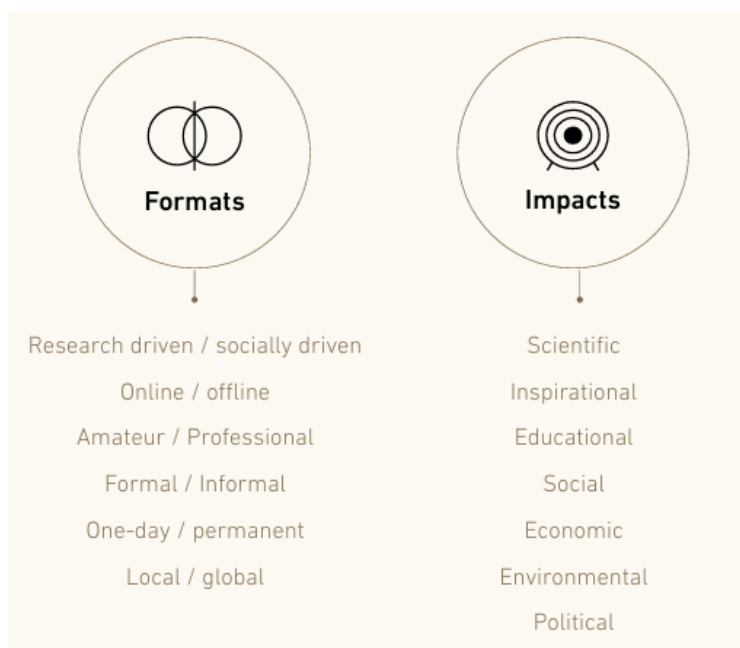 Formats
Research driven / socially driven
Online / offline
Amateur / Professional
Formal / Informal
One-day / permanent
Local / global
Impacts
Scientific
Inspirational
Educational
Social
Economic
Environmental
Political